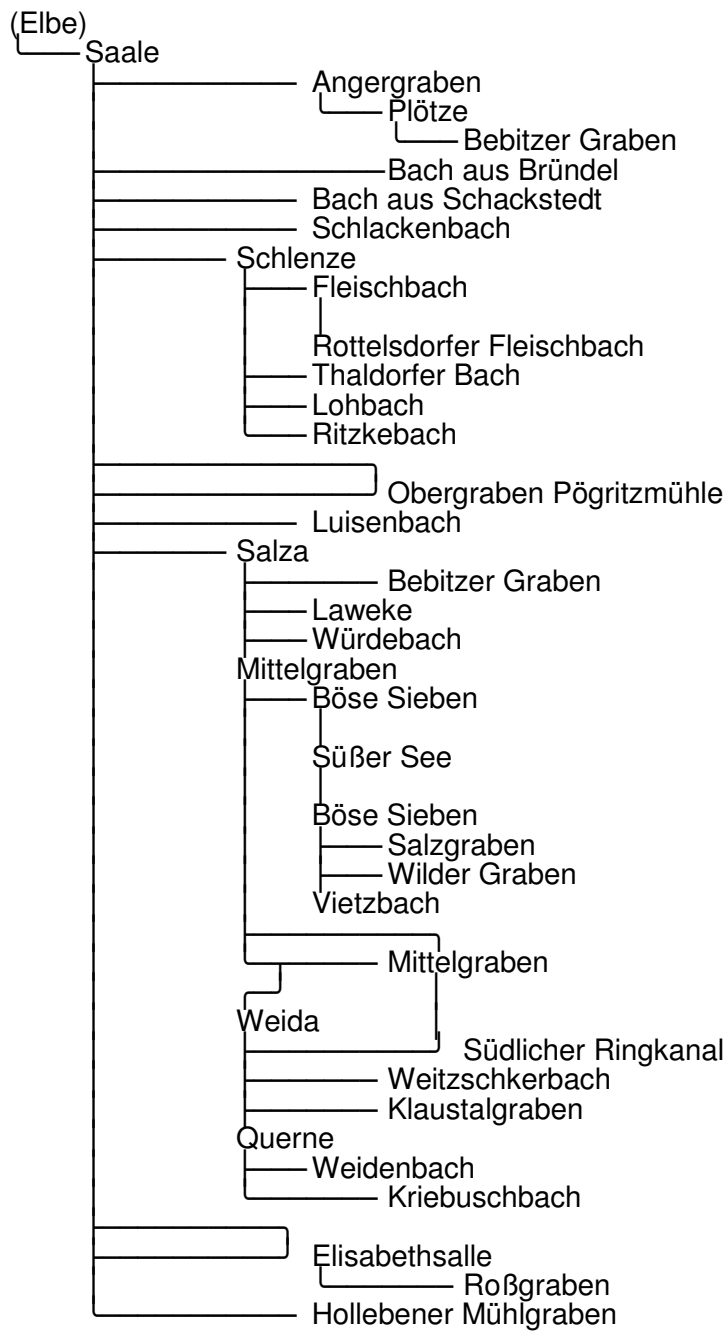 (Elbe)
Saale
Angergraben
Plötze
Bebitzer Graben
Bach aus Bründel
Bach aus Schackstedt
Schlackenbach
Schlenze
Fleischbach
Rottelsdorfer Fleischbach
Thaldorfer Bach
Lohbach
Ritzkebach
Obergraben Pögritzmühle
Luisenbach
Salza
Bebitzer Graben
Laweke
Würdebach
Mittelgraben
Böse Sieben
Süßer See
Böse Sieben
Salzgraben
Wilder Graben
Vietzbach
Mittelgraben
Weida
Südlicher Ringkanal
Weitzschkerbach
Klaustalgraben
Querne
Weidenbach
Kriebuschbach
Elisabethsalle
Roßgraben
Hollebener Mühlgraben